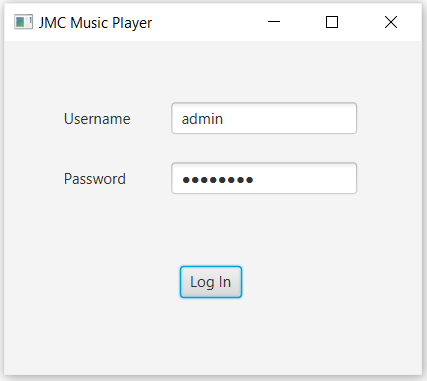 JMC Music Player
Username admin
Password ●●●●●●●●
Log In